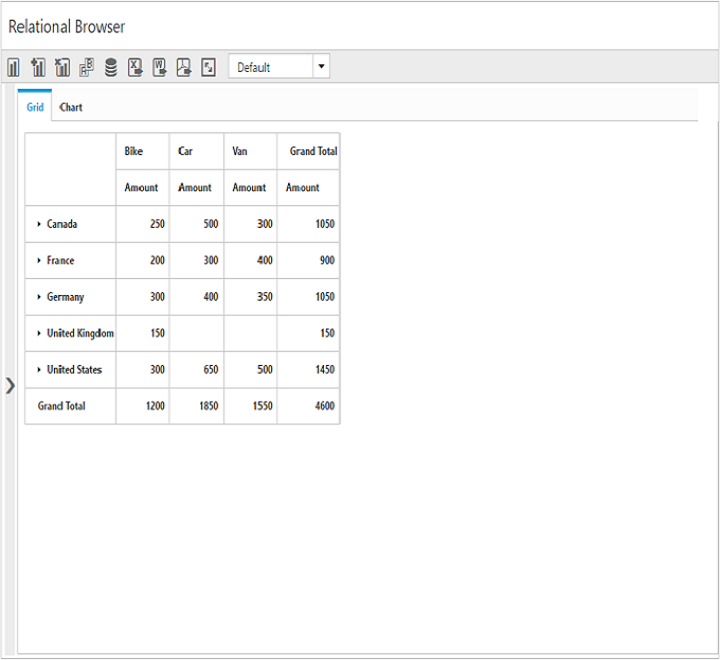 Relational Browser
Default
Grid Chart
Bike Car Van Grand Total
Amount Amount Amount Amount
Canada 250 500 300 1050
France 200 300 400 900
Germany 300 400 350 1050
United Kingdom 150 150
United States 300 650 500 1450
Grand Total 1200 1850 1550 4600